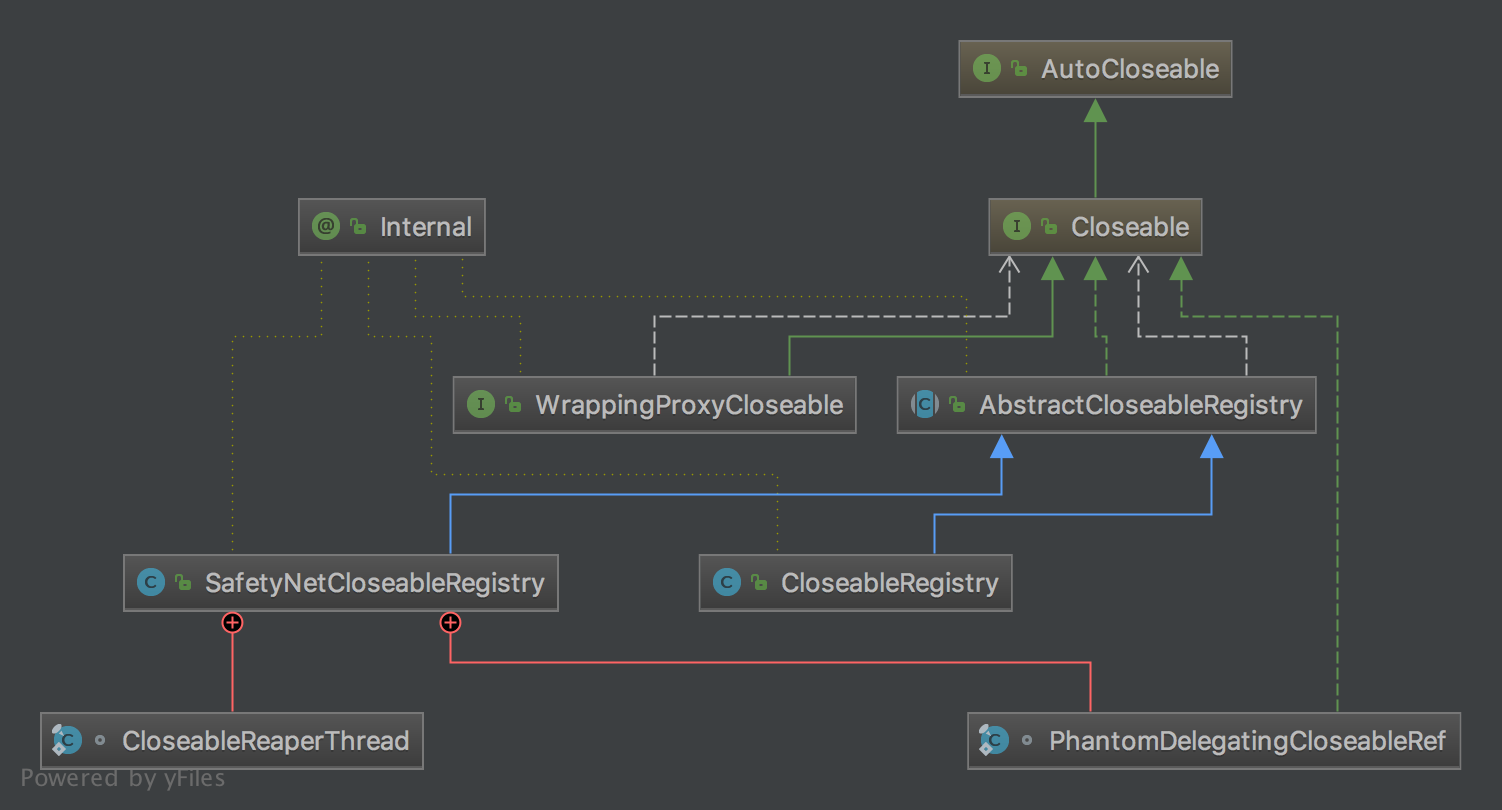 I AutoCloseable
@ Internal
I Closeable
I WrappingProxyCloseable
C AbstractCloseableRegistry
C SafetyNetCloseableRegistry
C CloseableRegistry
C CloseableReaperThread
C PhantomDelegatingCloseableRef
Powered by yFiles